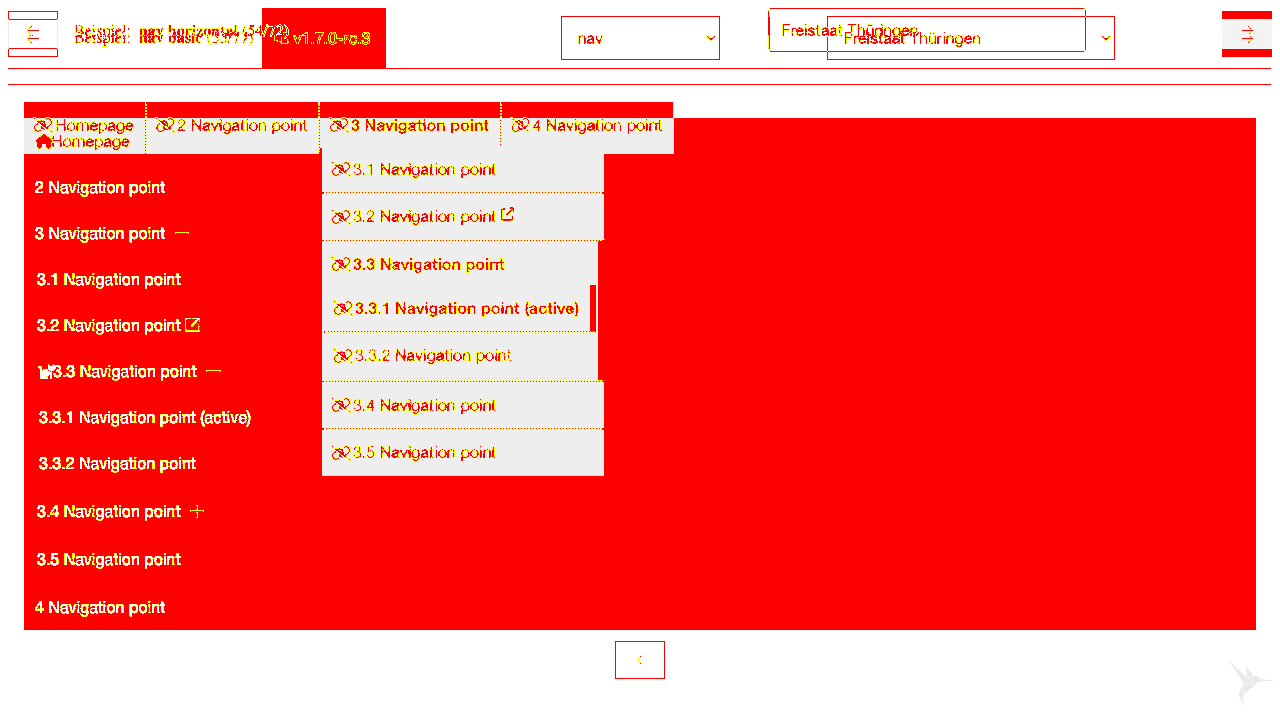 Beispiel: nav horizontal (54/72)
Beispiel: nav basic
v1.7.0-rc.3
nav
Freistaat Thüringen
Freistaat Thüringen
Homepage
2 Navigation point
3 Navigation point
4 Navigation point
Homepage
3.1 Navigation point
2 Navigation point
3.2 Navigation point
3 Navigation point
3.3 Navigation point
3.1 Navigation point
3.3.1 Navigation point (active)
3.2 Navigation point
3.3.2 Navigation point
3.3 Navigation point
3.4 Navigation point
3.3.1 Navigation point (active)
3.5 Navigation point
3.3.2 Navigation point
3.4 Navigation point
3.5 Navigation point
4 Navigation point